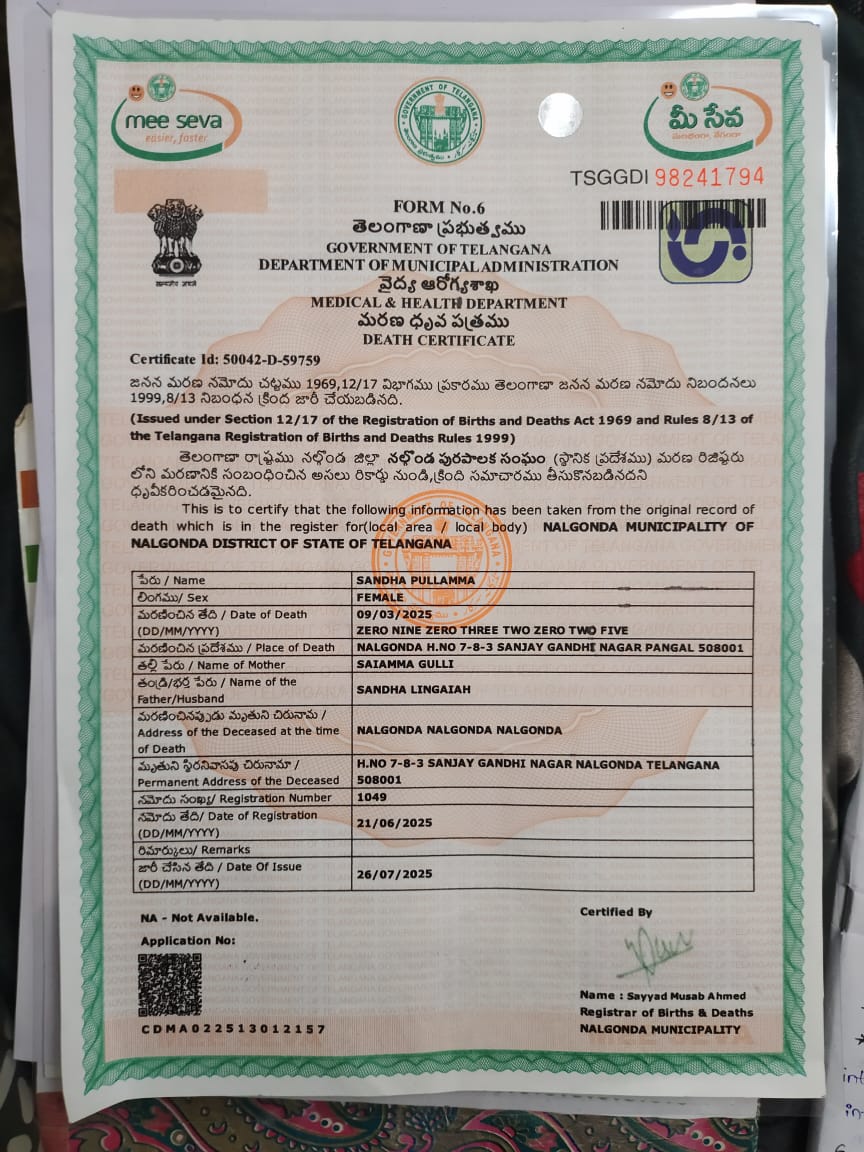 mee seva
easier, faster
GOVERNMENT OF TELANGANA
మీ సేవ
TSGGDI 98241794
FORM No.6
తెలంగాణా ప్రభుత్వము
GOVERNMENT OF TELANGANA
DEPARTMENT OF MUNICIPAL ADMINISTRATION
వైద్య ఆరోగ్యశాఖ
MEDICAL & HEALTH DEPARTMENT
మరణ ధృవ పత్రము
DEATH CERTIFICATE
Certificate Id: 50042-D-59759
జనన మరణ నమోదు చట్టము 1969,12/17 విభాగము ప్రకారము తెలంగాణా జనన మరణ నమోదు నిబందనలు
1999,8/13 నిబంధన క్రింద జారీ చేయబడినది.
(Issued under Section 12/17 of the Registration of Births and Deaths Act 1969 and Rules 8/13 of
the Telangana Registration of Births and Deaths Rules 1999)
తెలంగాణా రాష్ట్రము నల్గొండ జిల్లా నల్గొండ పురపాలక సంఘం (స్థానిక ప్రదేశము) మరణ రిజిష్టరు
లోని మరణానికి సంబంధించిన అసలు రికార్డు నుండి,క్రింది సమాచారము తీసుకొనబడినదని
ధృవీకరించడమైనది.
This is to certify that the following information has been taken from the original record of
death which is in the register for(local area / local body) NALGONDA MUNICIPALITY OF
NALGONDA DISTRICT OF STATE OF TELANGANA
పేరు / Name SANDHA PULLAMMA
లింగము/ Sex FEMALE
మరణించిన తేది / Date of Death 09/03/2025
(DD/MM/YYYY) ZERO NINE ZERO THREE TWO ZERO TWO FIVE
మరణించిన ప్రదేశము / Place of Death NALGONDA H.NO 7-8-3 SANJAY GANDHI NAGAR PANGAL 508001
తల్లి పేరు / Name of Mother SAIAMMA GULLI
తండ్రి/భర్త పేరు / Name of the
Father/Husband SANDHA LINGAIAH
మరణించినప్పుడు మృతుని చిరునామ /
Address of the Deceased at the time NALGONDA NALGONDA NALGONDA
of Death
మృతుని స్థిరనివాసపు చిరునామా / H.NO 7-8-3 SANJAY GANDHI NAGAR NALGONDA TELANGANA
Permanent Address of the Deceased 508001
నమోదు సంఖ్య/ Registration Number 1049
నమోదు తేది/ Date of Registration
(DD/MM/YYYY) 21/06/2025
రిమార్కులు/ Remarks
జారీ చేసిన తేది / Date Of Issue
(DD/MM/YYYY) 26/07/2025
NA - Not Available.
Certified By
Application No:
Name : Sayyad Musab Ahmed
Registrar of Births & Deaths
CDMA022513012157
NALGONDA MUNICIPALITY